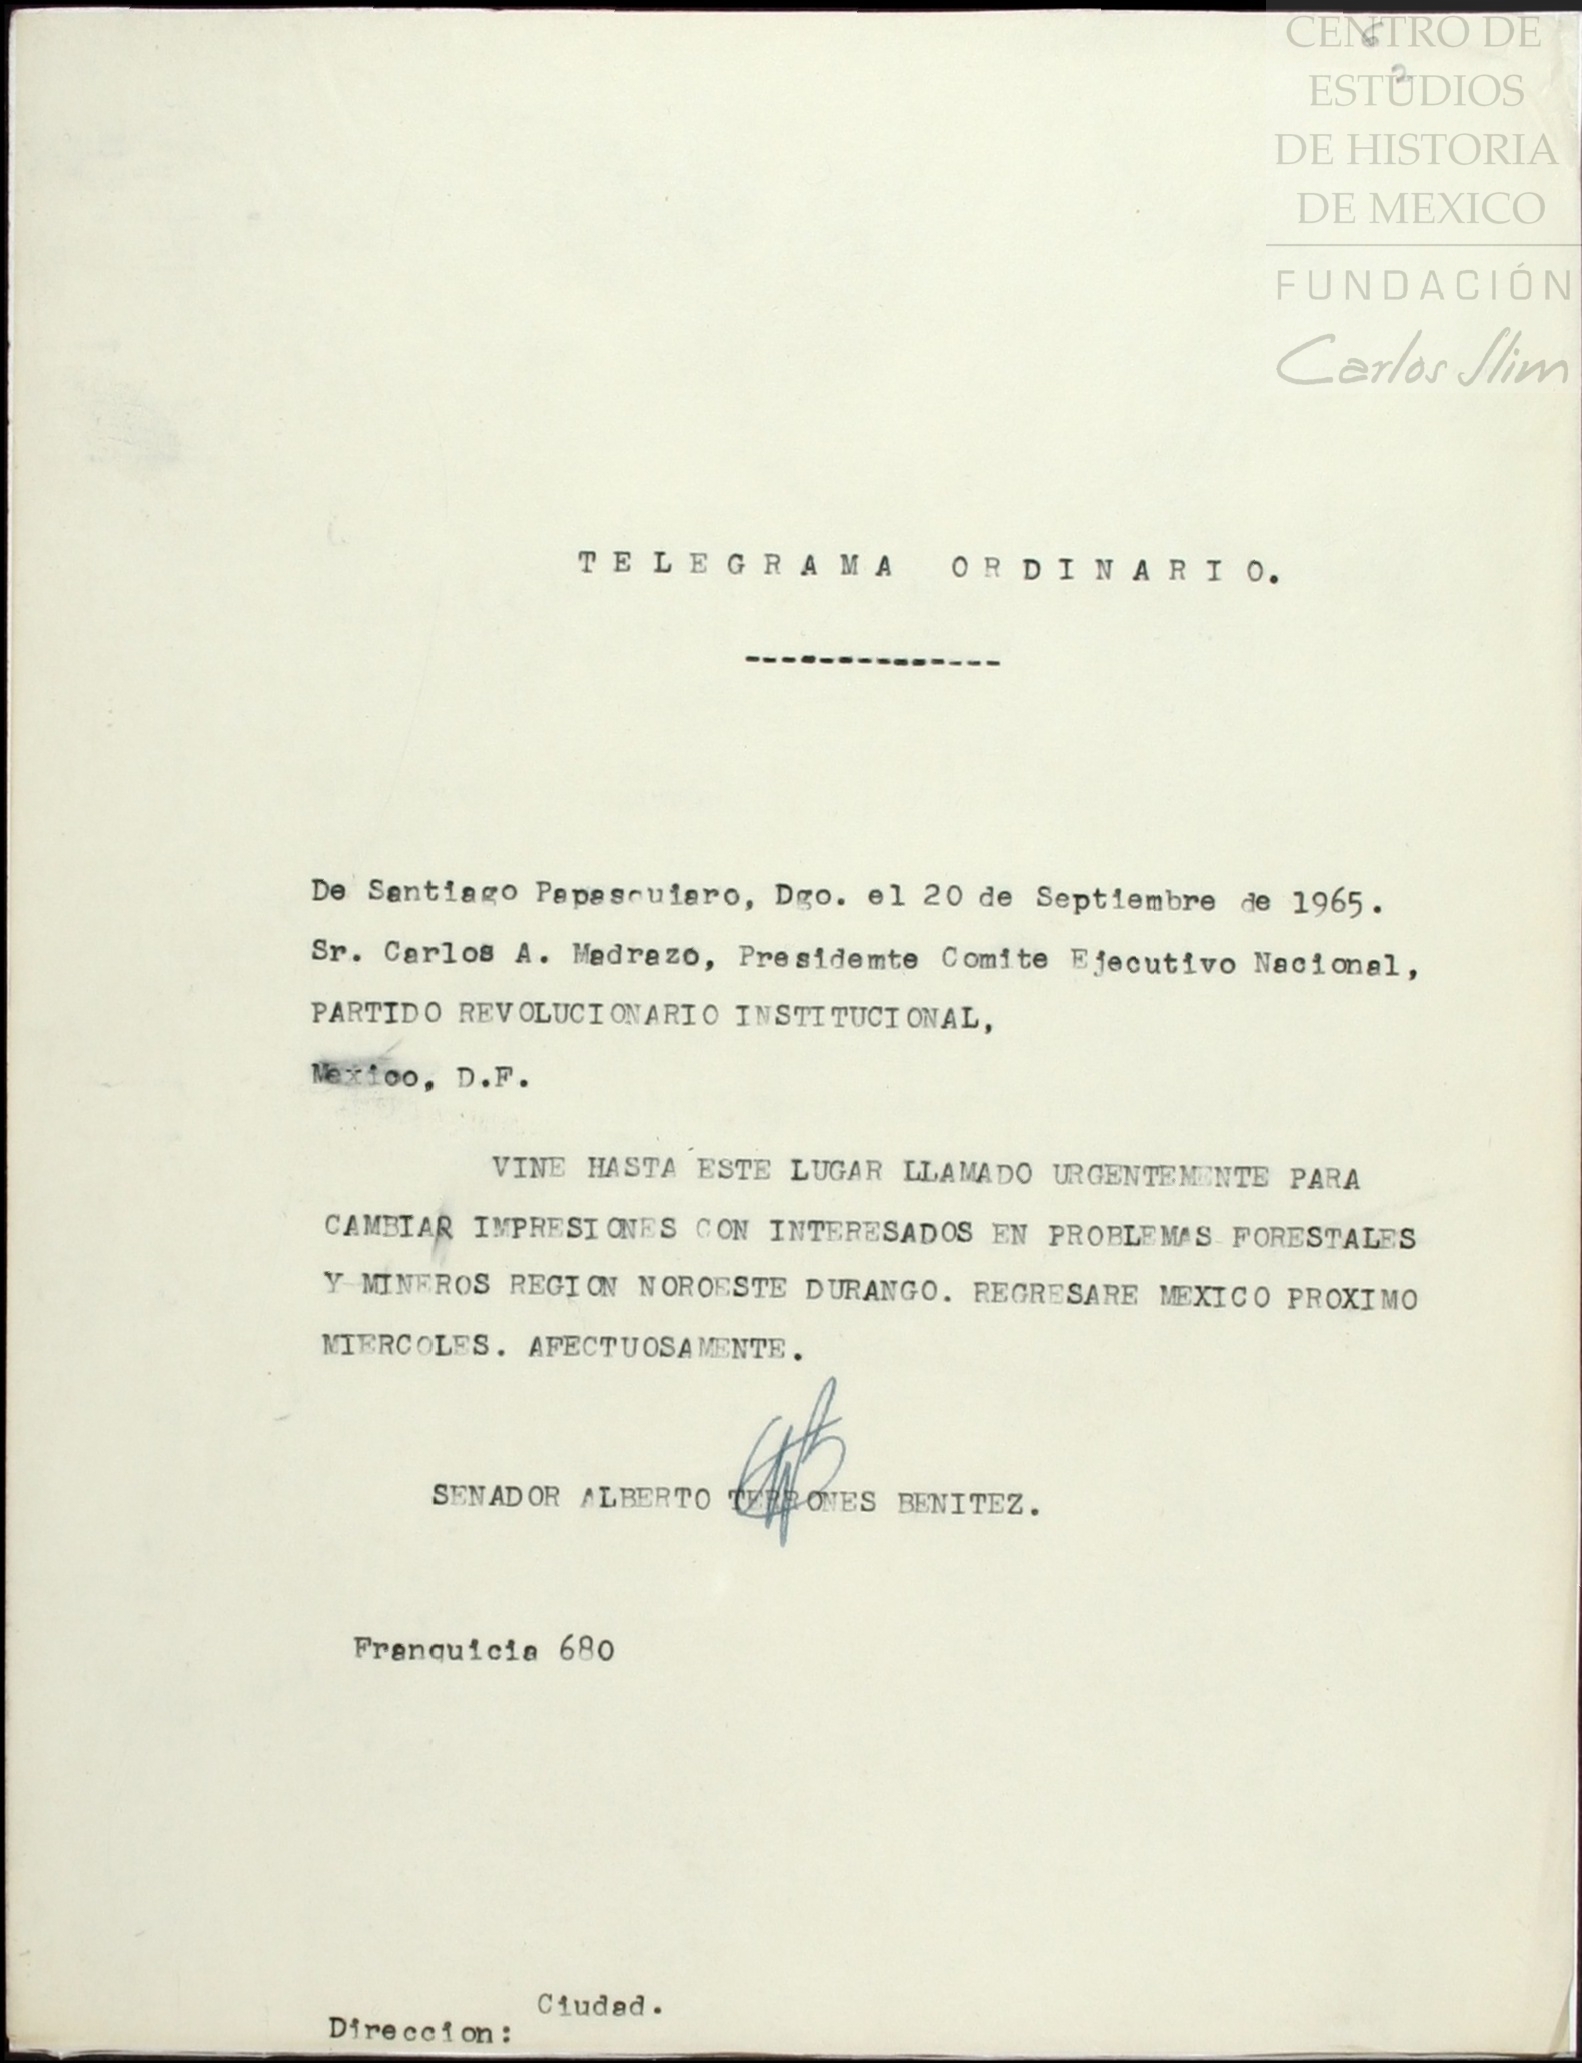 CENTRO DE
ESTUDIOS
DE HISTORIA
DE MEXICO
FUNDACIÓN
Carlos Slim
6
2
TELEGRAMA ORDINARIO.
---------------
De Santiago Papasquiaro, Dgo. el 20 de Septiembre de 1965.
Sr. Carlos A. Madrazo, Presidemte Comite Ejecutivo Nacional,
PARTIDO REVOLUCIONARIO INSTITUCIONAL,
Mexico, D.F.
VINE HASTA ESTE LUGAR LLAMADO URGENTEMENTE PARA
CAMBIAR IMPRESIONES CON INTERESADOS EN PROBLEMAS FORESTALES
Y MINEROS REGION NOROESTE DURANGO. REGRESARE MEXICO PROXIMO
MIERCOLES. AFECTUOSAMENTE.
SENADOR ALBERTO TERRONES BENITEZ.
Franquicia 680
Ciudad.
Direccion: